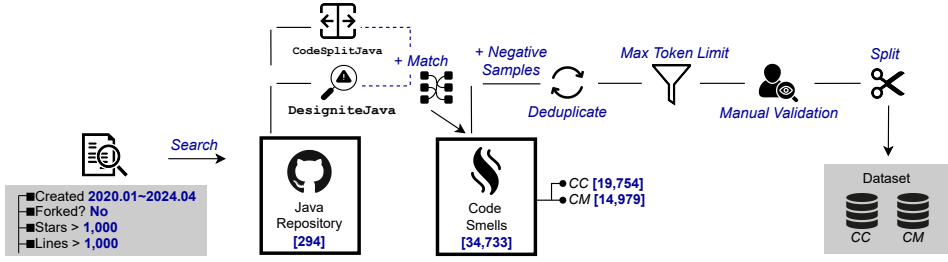 Search
Created 2020.01~2024.04
Forked? No
Stars > 1,000
Lines > 1,000
CodeSplitJava
DesigniteJava
+ Match
Java
Repository
[294]
Code
Smells
[34,733]
CC [19,754]
CM [14,979]
+ Negative
Samples
Deduplicate
Max Token Limit
Manual Validation
Split
Dataset
CC CM